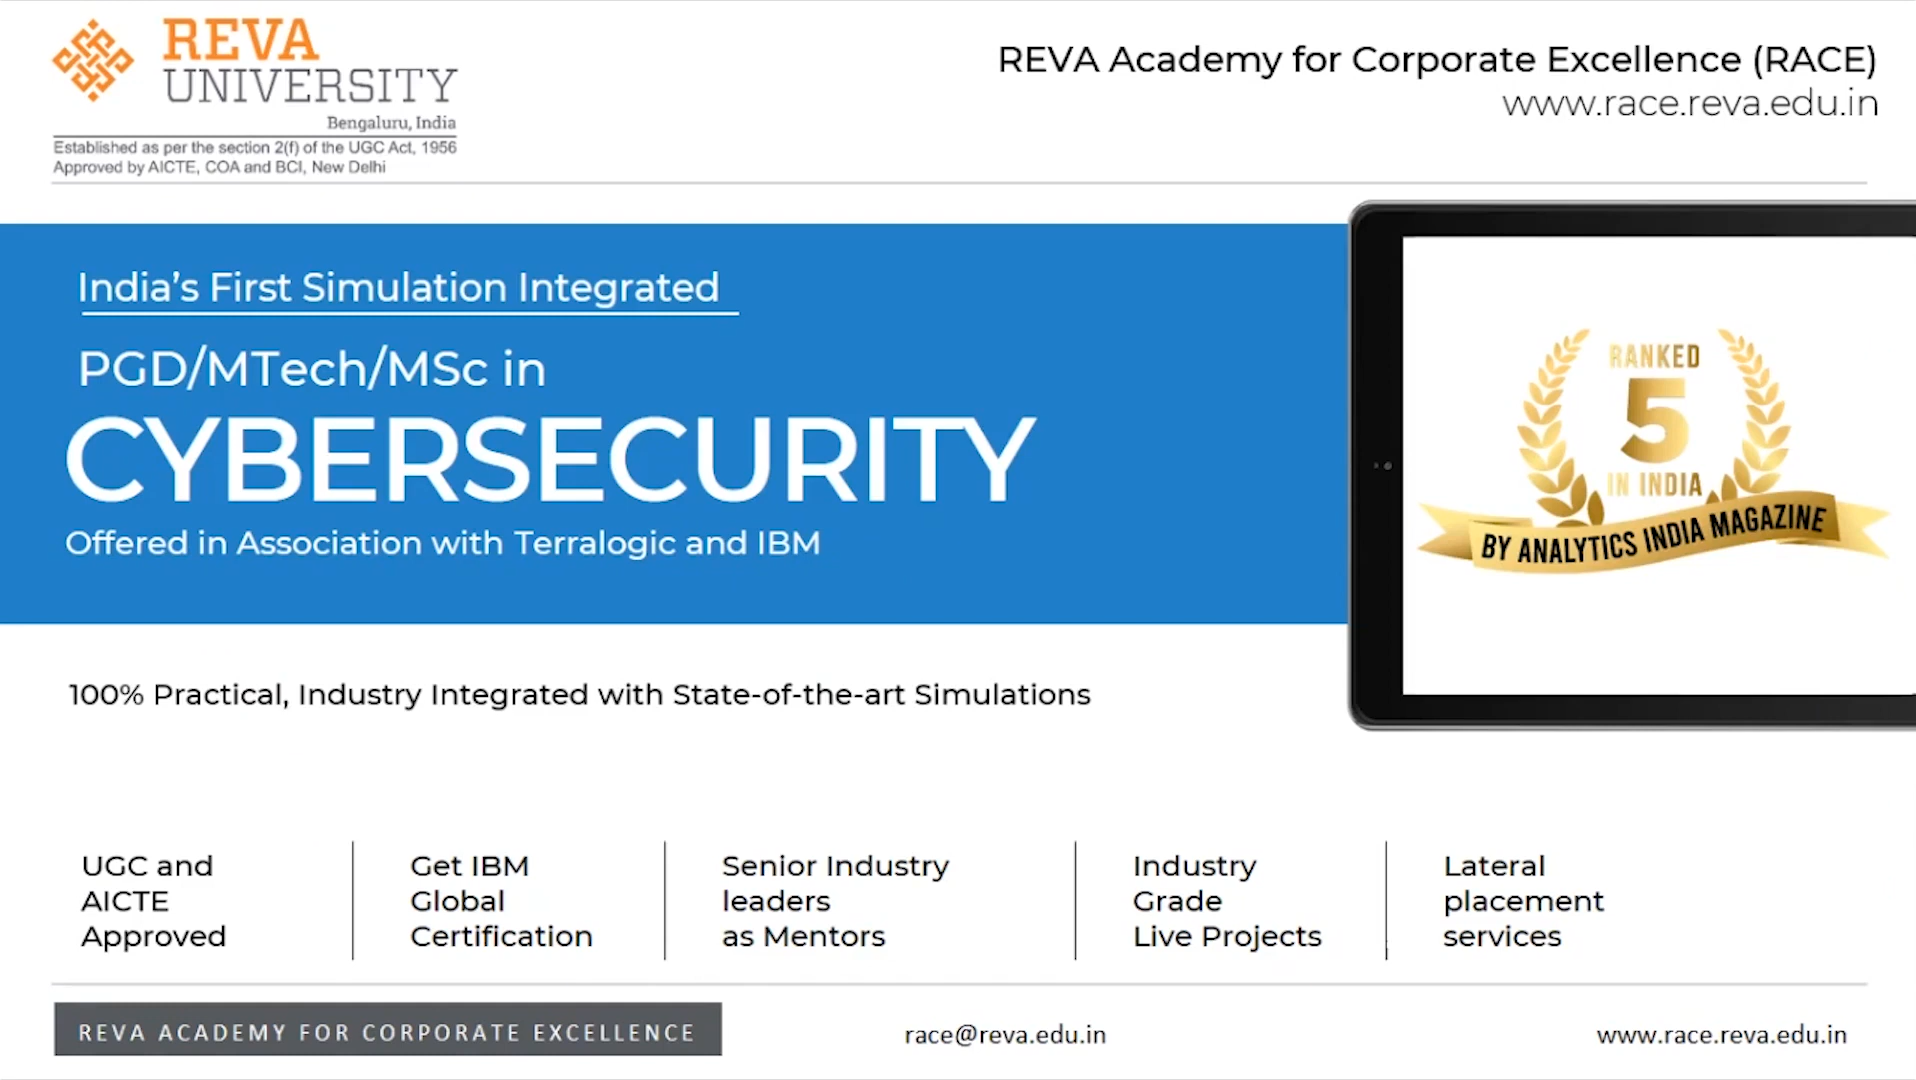 REVA
UNIVERSITY
Bengaluru, India
Established as per the section 2(f) of the UGC Act, 1956
Approved by AICTE, COA and BCI, New Delhi
REVA Academy for Corporate Excellence (RACE)
www.race.reva.edu.in
India's First Simulation Integrated
PGD/MTech/MSc in
CYBERSECURITY
Offered in Association with Terralogic and IBM
RANKED
5
IN INDIA
BY ANALYTICS INDIA MAGAZINE
100% Practical, Industry Integrated with State-of-the-art Simulations
UGC and
AICTE
Approved
Get IBM
Global
Certification
Senior Industry
leaders
as Mentors
Industry
Grade
Live Projects
Lateral
placement
services
REVA ACADEMY FOR CORPORATE EXCELLENCE
race@reva.edu.in
www.race.reva.edu.in